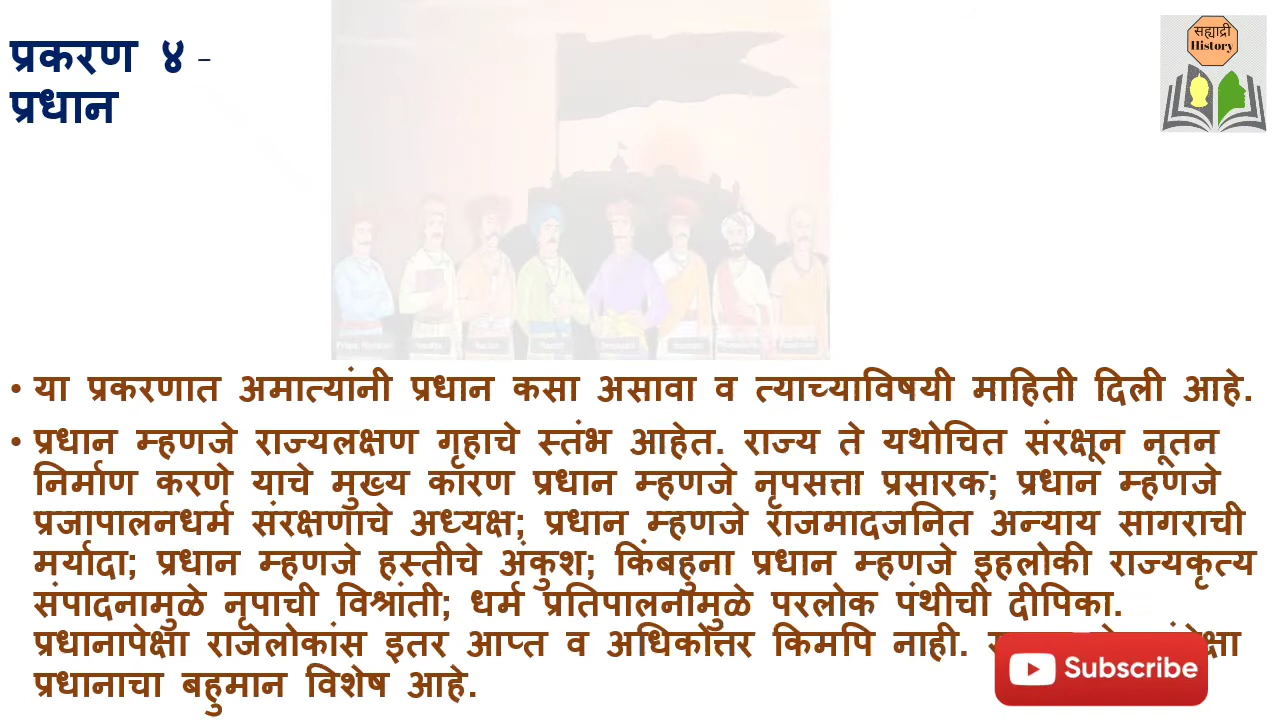 प्रकरण ४ -
प्रधान
सह्याद्री
History
• या प्रकरणात अमात्यांनी प्रधान कसा असावा व त्याच्याविषयी माहिती दिली आहे.
• प्रधान म्हणजे राज्यलक्षण गृहाचे स्तंभ आहेत. राज्य ते यथोचित संरक्षून नूतन
निर्माण करणे याचे मुख्य कारण प्रधान म्हणजे नृपसत्ता प्रसारक; प्रधान म्हणजे
प्रजापालनधर्म संरक्षणाचे अध्यक्ष; प्रधान म्हणजे राजमादजनित अन्याय सागराची
मर्यादा; प्रधान म्हणजे हस्तीचे अंकुश; किंबहुना प्रधान म्हणजे इहलोकी राज्यकृत्य
संपादनामुळे नृपाची विश्रांती; धर्म प्रतिपालनामुळे परलोक पंथीची दीपिका.
प्रधानापेक्षा राजेलोकांस इतर आप्त व अधिकोत्तर किमपि नाही.
प्रधानाचा बहुमान विशेष आहे.
Subscribe